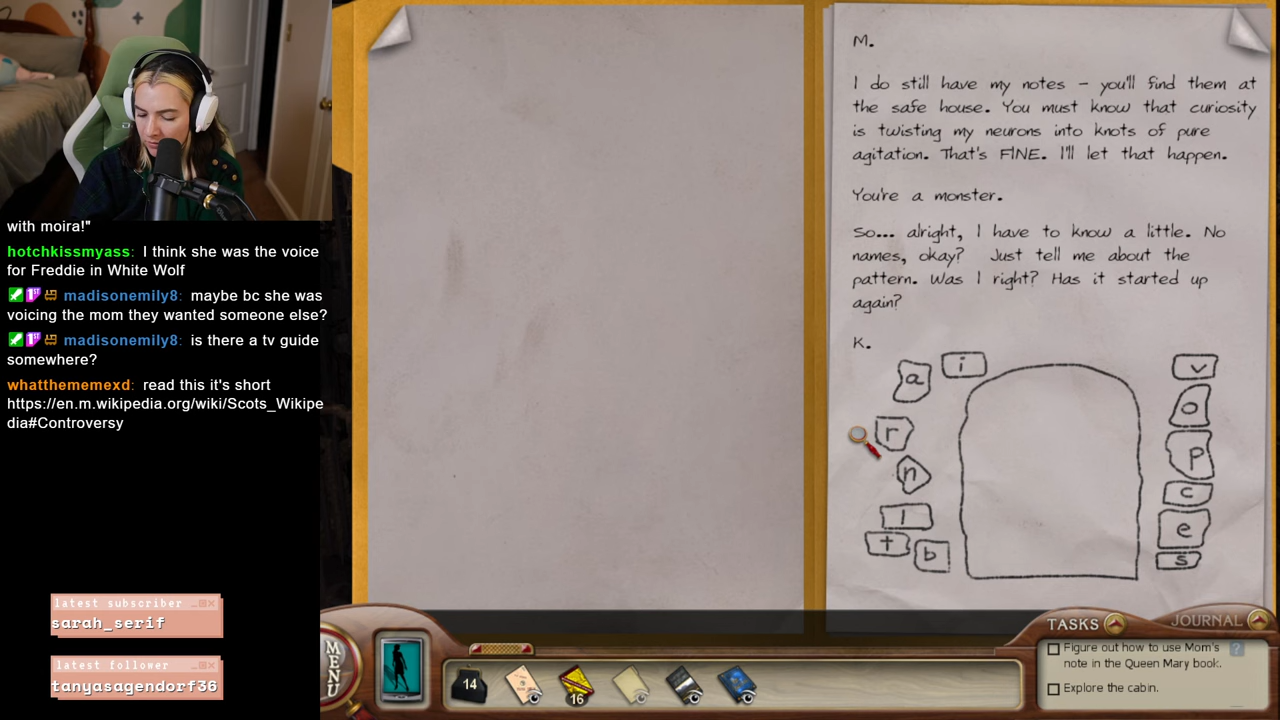 with moira!"
hotchkissmyass: I think she was the voice
for Freddie in White Wolf
madisonemily8: maybe bc she was
voicing the mom they wanted someone else?
madisonemily8: is there a tv guide
somewhere?
whatthememexd: read this it's short
https://en.m.wikipedia.org/wiki/Scots_Wikipe
dia#Controversy
latest subscriber
sarah_serif
latest follower
tanyasagendorf36
M.
I do still have my notes – you'll find them at
the safe house. You must know that curiosity
is twisting my neurons into knots of pure
agitation. That's FINE. I'll let that happen.
You're a monster.
So... alright, I have to know a little. No
names, okay? Just tell me about the
pattern. Was I right? Has it started up
again?
K.
a
i
r
n
l
t
b
v
o
p
c
e
s
MENU
14
16
TASKS
JOURNAL
Figure out how to use Mom's
note in the Queen Mary book.
?
Explore the cabin.